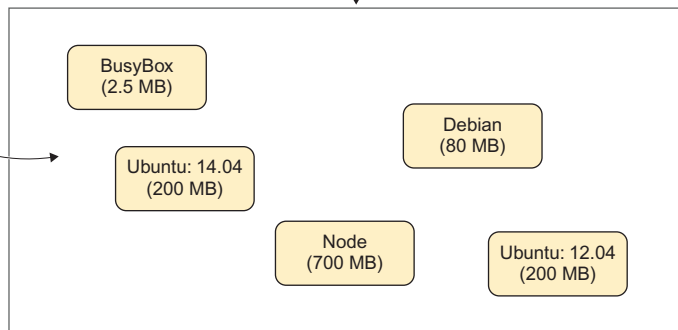 BusyBox
(2.5 MB)
Debian
(80 MB)
Ubuntu: 14.04
(200 MB)
Node
(700 MB)
Ubuntu: 12.04
(200 MB)